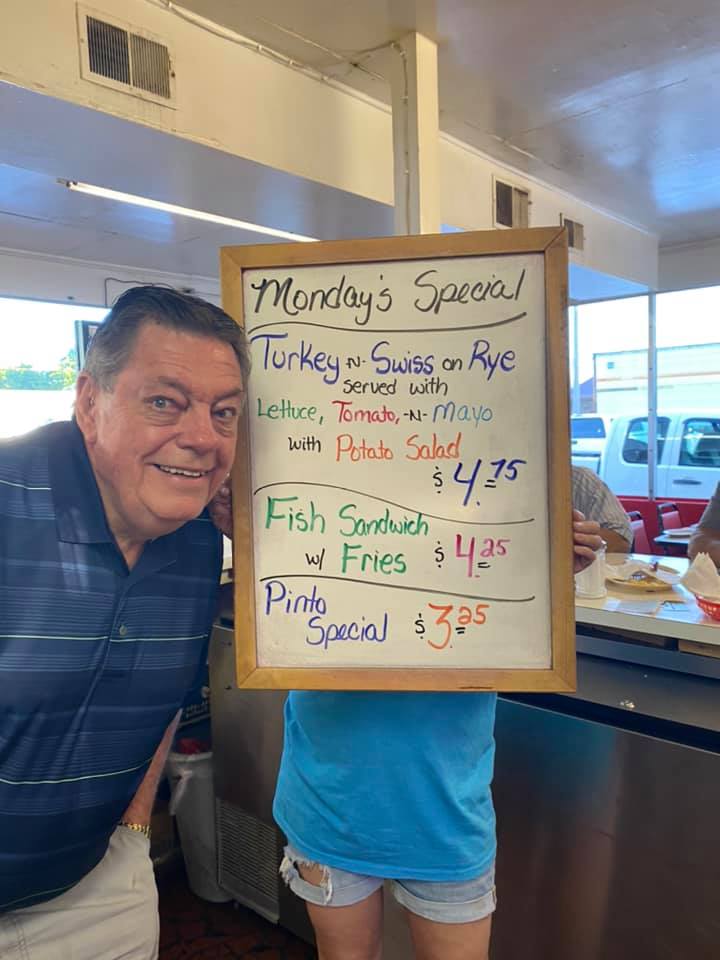 Monday's Special
Turkey -N- Swiss on Rye
served with
Lettuce, Tomato, -N- Mayo
with Potato Salad
$4.75
Fish Sandwich
w/ Fries $4.25
Pinto
Special $3.25